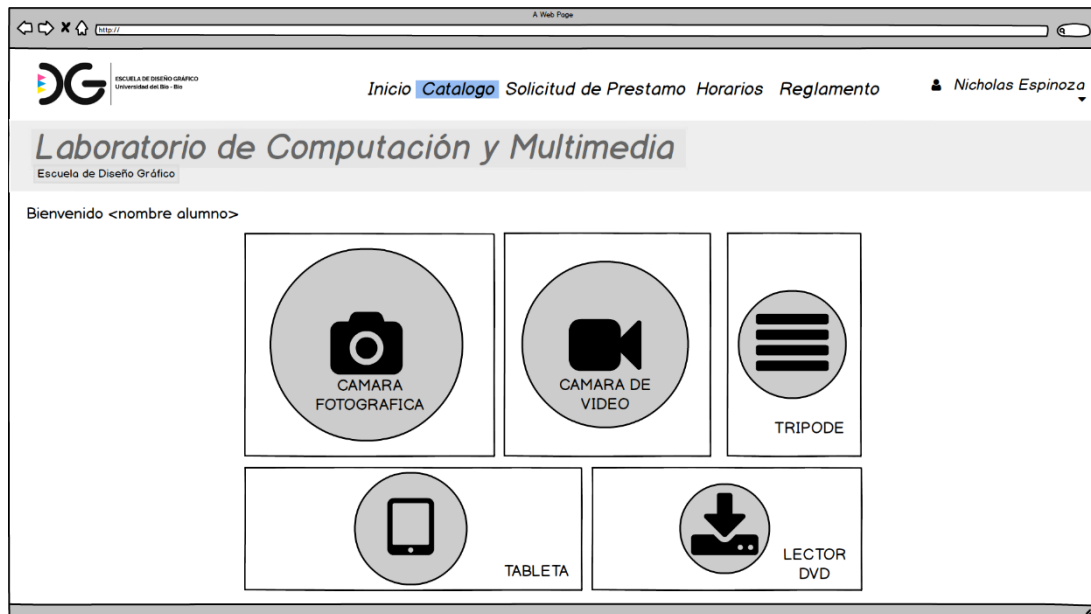 A Web Page
http://
DG ESCUELA DE DISEÑO GRÁFICO
Universidad del Bío - Bío
Inicio Catalogo Solicitud de Prestamo Horarios Reglamento Nicholas Espinoza
Laboratorio de Computación y Multimedia
Escuela de Diseño Gráfico
Bienvenido <nombre alumno>
CAMARA
FOTOGRAFICA
CAMARA DE
VIDEO
TRIPODE
TABLETA
LECTOR
DVD